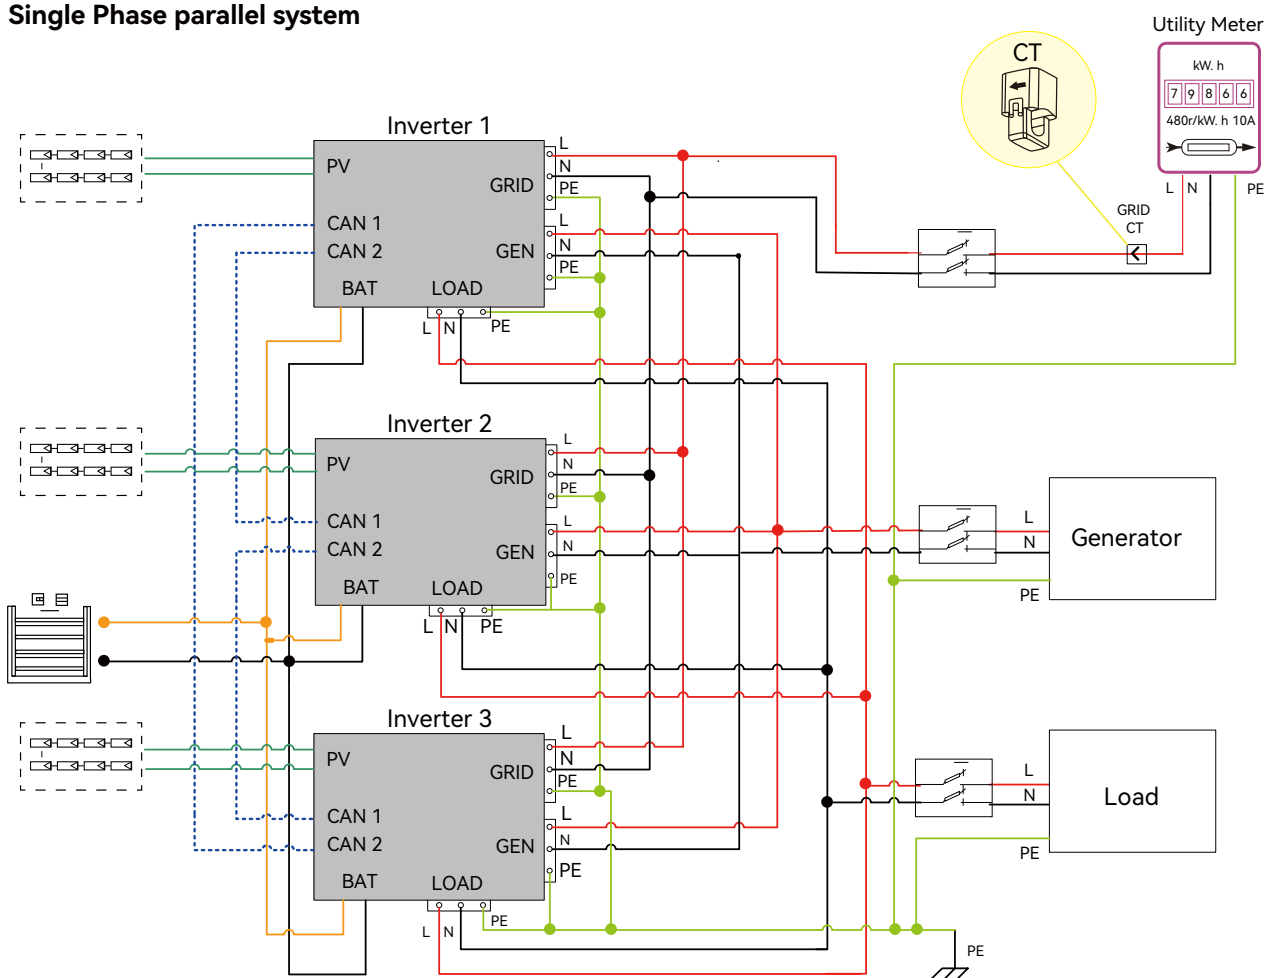 Single Phase parallel system
Utility Meter
CT
kW. h
7 9 8 6 6
480r/kW. h 10A
L N PE
GRID
CT
Inverter 1
PV
GRID
CAN 1
CAN 2
GEN
BAT
LOAD
L
N
PE
L
N
PE
L N PE
Inverter 2
PV
GRID
CAN 1
CAN 2
GEN
BAT
LOAD
L
N
PE
L
N
PE
L N PE
Generator
L
N
PE
Inverter 3
PV
GRID
CAN 1
CAN 2
GEN
BAT
LOAD
L
N
PE
L
N
PE
L N PE
Load
L
N
PE
PE